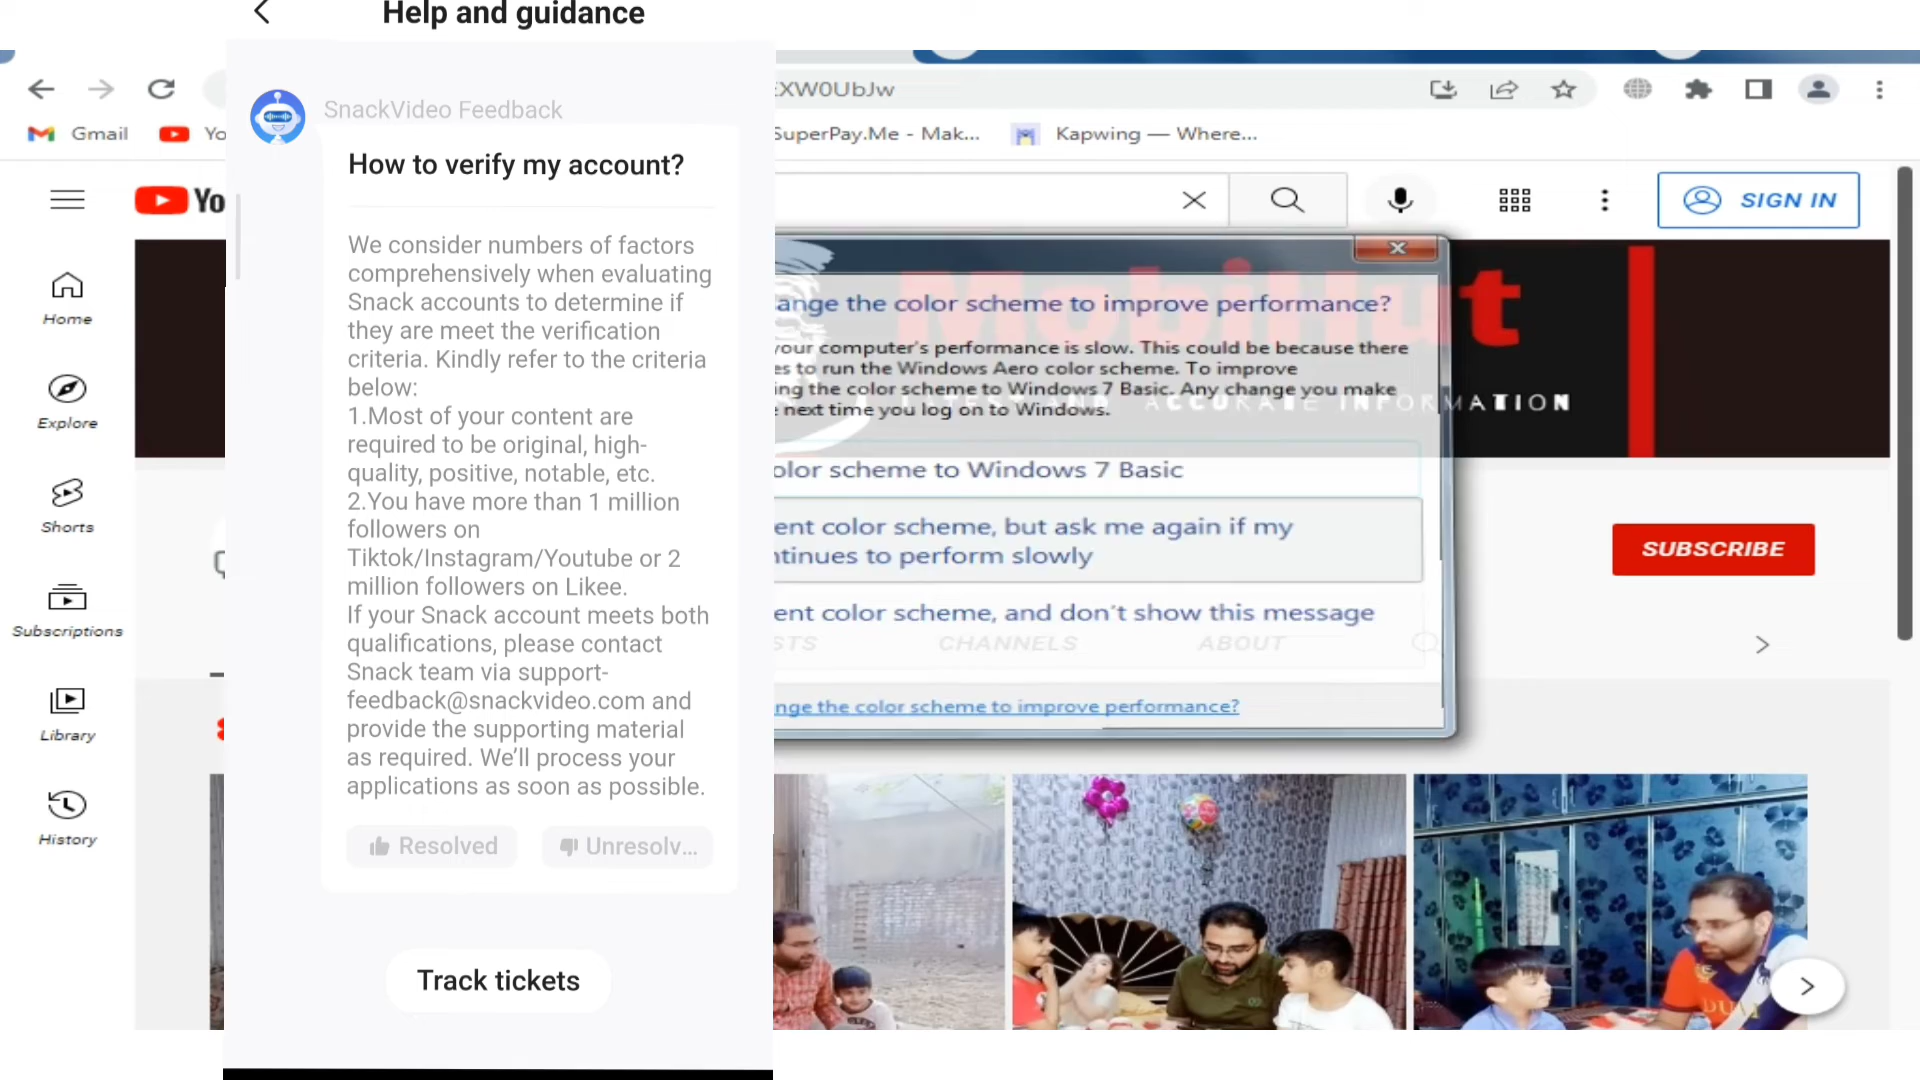 Help and guidance
SnackVideo Feedback
How to verify my account?
We consider numbers of factors
comprehensively when evaluating
Snack accounts to determine if
they are meet the verification
criteria. Kindly refer to the criteria
below:
1.Most of your content are
required to be original, high-
quality, positive, notable, etc.
2.You have more than 1 million
followers on
Tiktok/Instagram/Youtube or 2
million followers on Likee.
If your Snack account meets both
qualifications, please contact
Snack team via support-
feedback@snackvideo.com and
provide the supporting material
as required. We’ll process your
applications as soon as possible.
Resolved
Unresolv...
Track tickets
XW0UbJw
Gmail
Yo
SuperPay.Me - Mak...
Kapwing — Where...
Yo
SIGN IN
Home
Explore
Shorts
Subscriptions
Library
History
MobilHut
LATEST AND ACCURATE INFORMATION
ange the color scheme to improve performance?
your computer's performance is slow. This could be because there
es to run the Windows Aero color scheme. To improve
ng the color scheme to Windows 7 Basic. Any change you make
next time you log on to Windows.
olor scheme to Windows 7 Basic
ent color scheme, but ask me again if my
ntinues to perform slowly
ent color scheme, and don't show this message
nge the color scheme to improve performance?
SUBSCRIBE
STS
CHANNELS
ABOUT